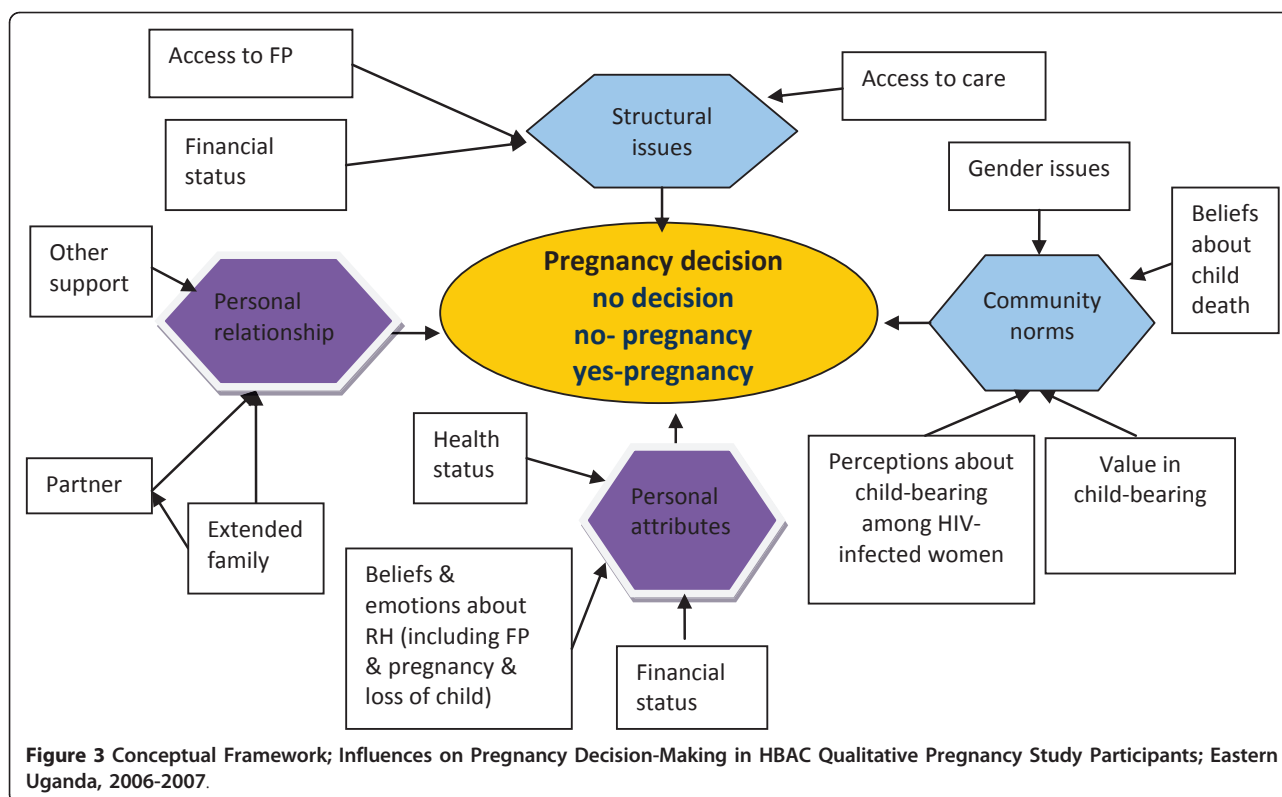 Access to FP
Structural
issues
Access to care
Financial
status
Gender issues
Beliefs
about
child
death
Other
support
Personal
relationship
Pregnancy decision
no decision
no- pregnancy
yes-pregnancy
Community
norms
Health
status
Personal
attributes
Perceptions about
child-bearing
among HIV-
infected women
Value in
child-bearing
Partner
Extended
family
Beliefs &
emotions about
RH (including FP
& pregnancy &
loss of child)
Financial
status
Figure 3 Conceptual Framework; Influences on Pregnancy Decision-Making in HBAC Qualitative Pregnancy Study Participants; Eastern
Uganda, 2006-2007.